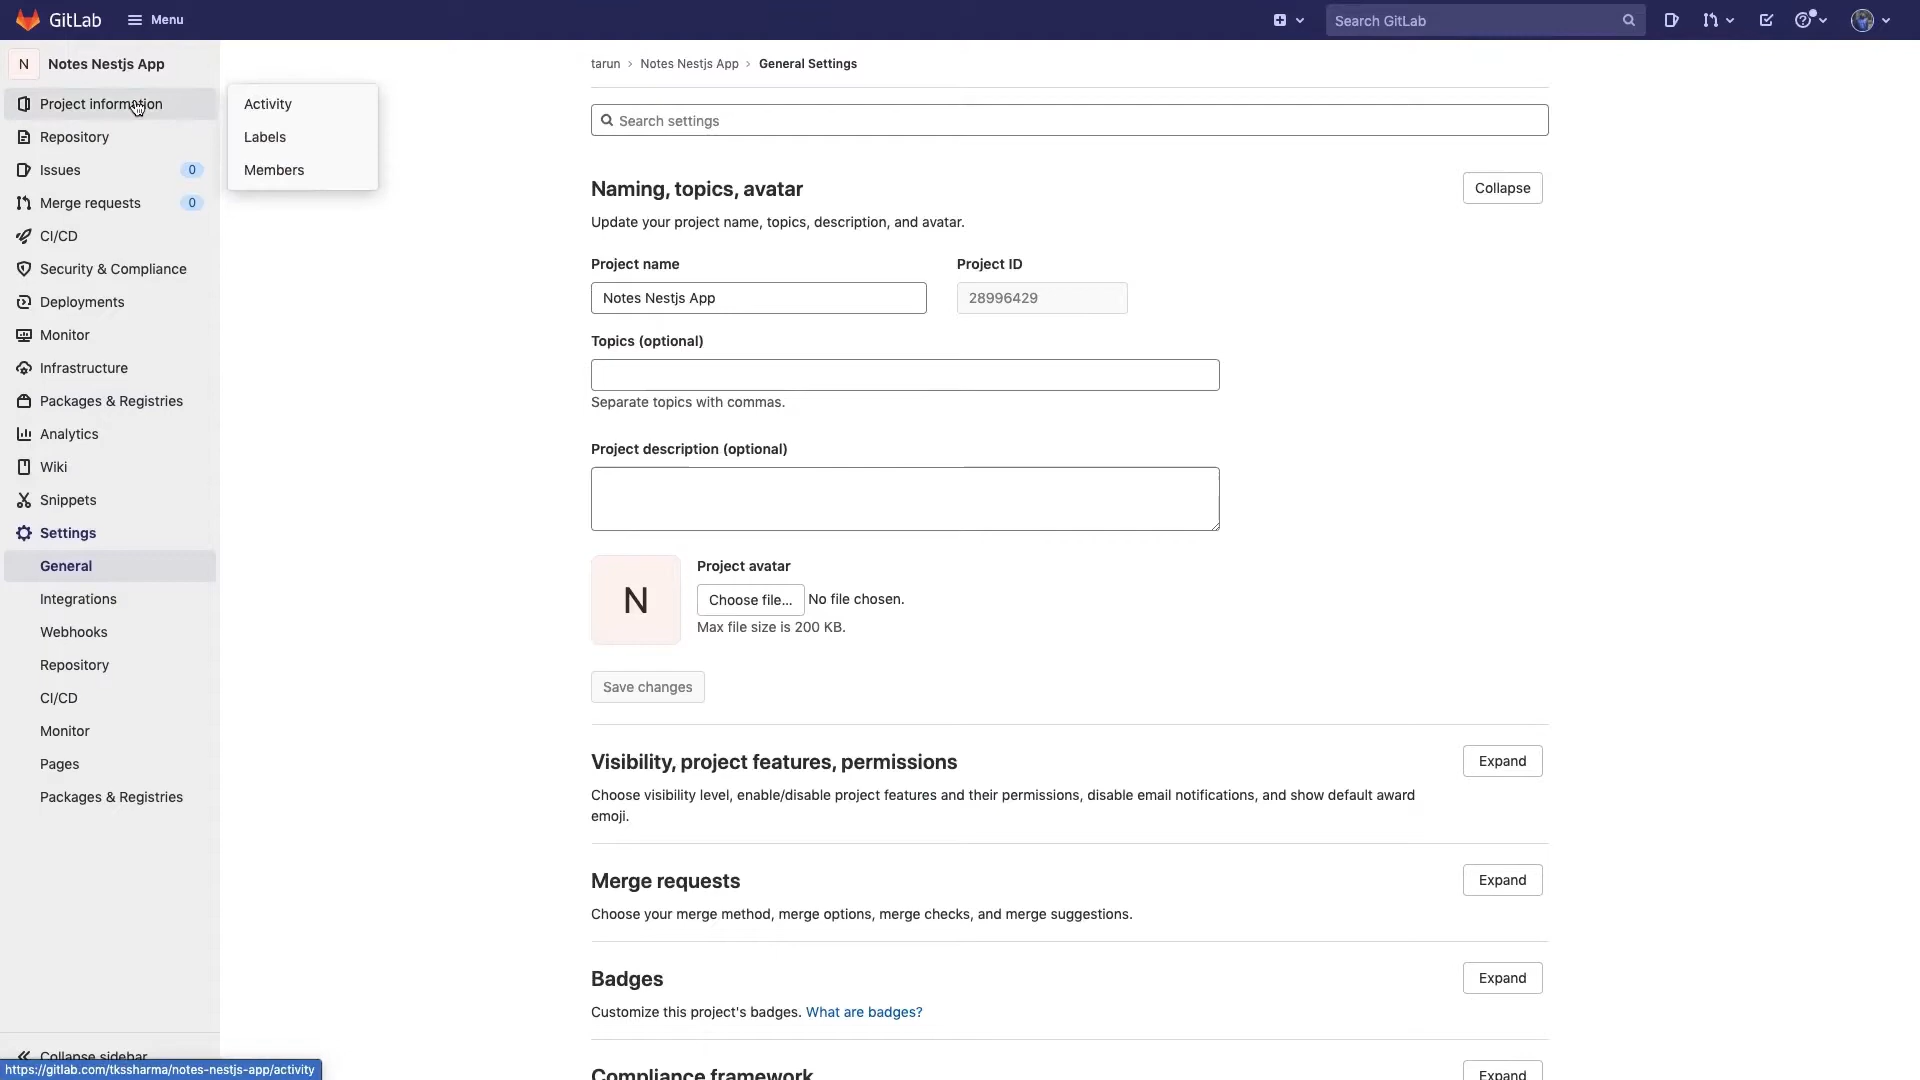 GitLab
Menu
Search GitLab
N
Notes Nestjs App
Project information
Repository
Issues 0
Merge requests 0
CI/CD
Security & Compliance
Deployments
Monitor
Infrastructure
Packages & Registries
Analytics
Wiki
Snippets
Settings
General
Integrations
Webhooks
Repository
CI/CD
Monitor
Pages
Packages & Registries
Collapse sidebar
https://gitlab.com/tkssharma/notes-nestjs-app/activity
Activity
Labels
Members
tarun › Notes Nestjs App › General Settings
Search settings
Naming, topics, avatar
Collapse
Update your project name, topics, description, and avatar.
Project name
Notes Nestjs App
Project ID
28996429
Topics (optional)
Separate topics with commas.
Project description (optional)
N
Project avatar
Choose file... No file chosen.
Max file size is 200 KB.
Save changes
Visibility, project features, permissions
Expand
Choose visibility level, enable/disable project features and their permissions, disable email notifications, and show default award
emoji.
Merge requests
Expand
Choose your merge method, merge options, merge checks, and merge suggestions.
Badges
Expand
Customize this project's badges. What are badges?
Compliance framework
Expand